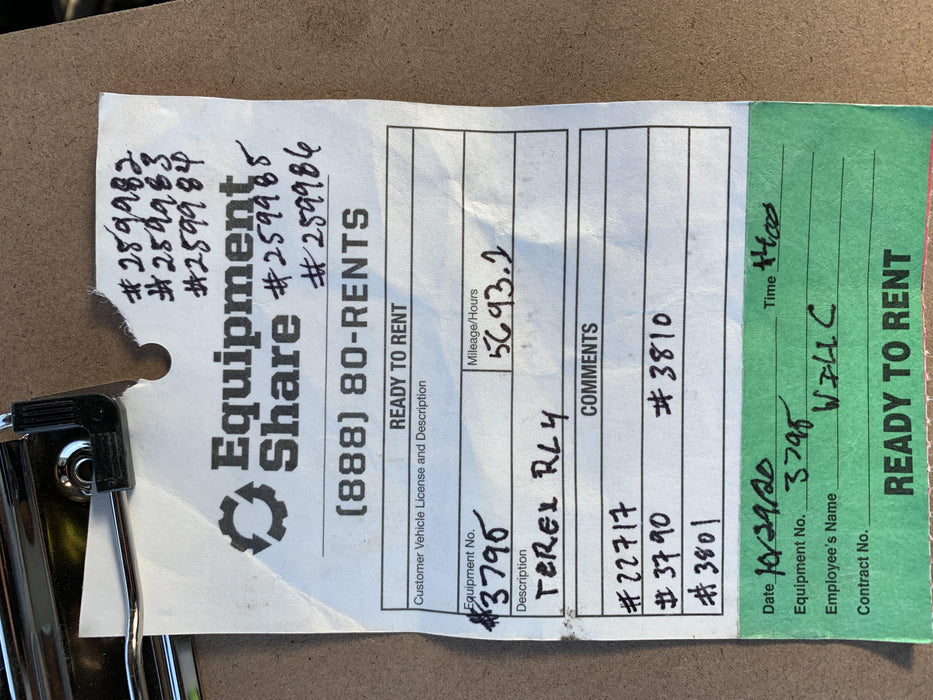 #259982
#259983
#259984
Equipment
Share
#259985
#259986
(888) 80-RENTS
READY TO RENT
Customer Vehicle License and Description
Equipment No.
#3795
Mileage/Hours
5693.2
Description
TEREX RL4
COMMENTS
#22717
#3790 #3810
#3801
Date 10/29/20 Time
Equipment No. 3795
Employee's Name WILL C
Contract No.
READY TO RENT